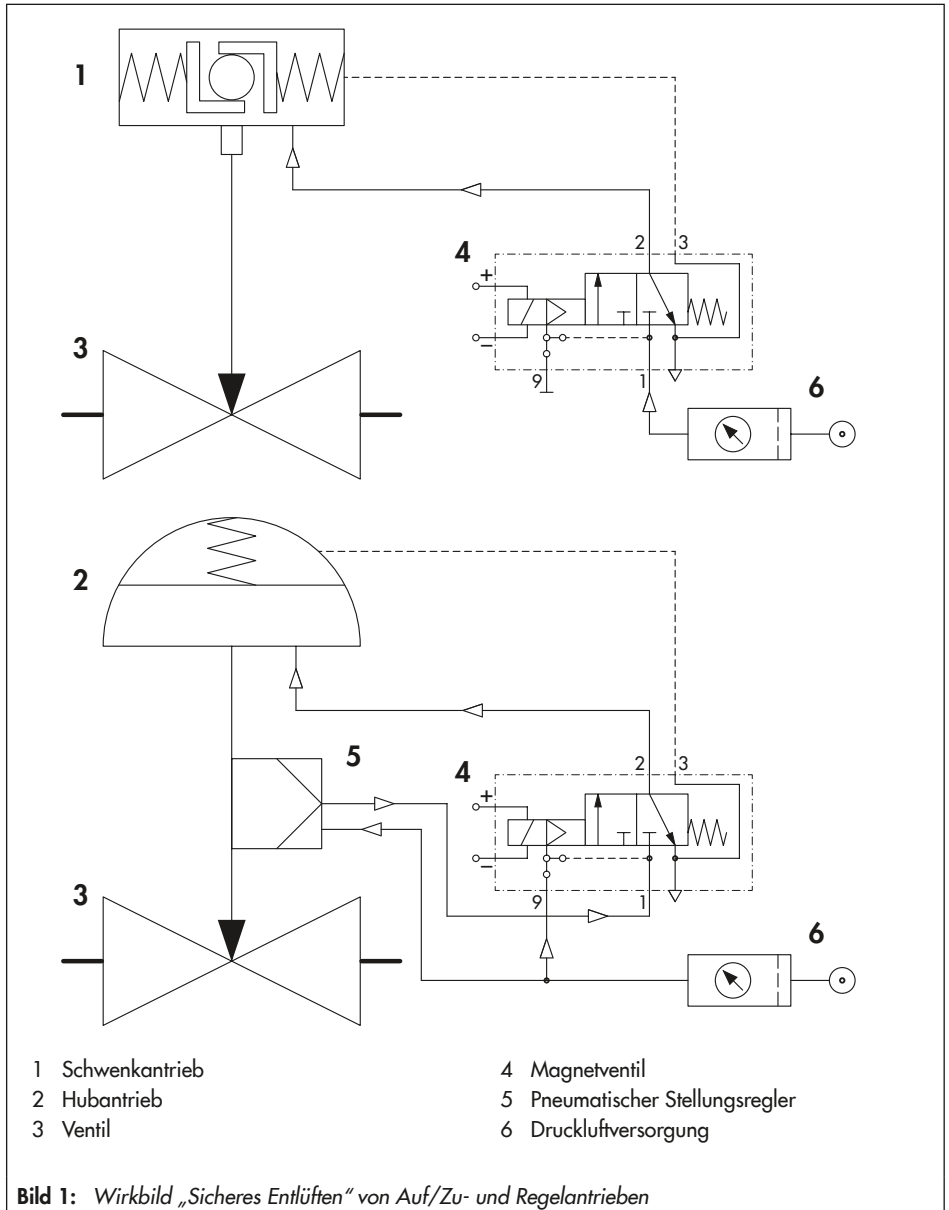 1
4
2 3
+
–
3
9
1
6
2
5
4
2 3
+
–
3
9
1
6
1 Schwenkantrieb
2 Hubantrieb
3 Ventil
4 Magnetventil
5 Pneumatischer Stellungsregler
6 Druckluftversorgung
Bild 1: Wirkbild „Sicheres Entlüften“ von Auf/Zu- und Regelantrieben